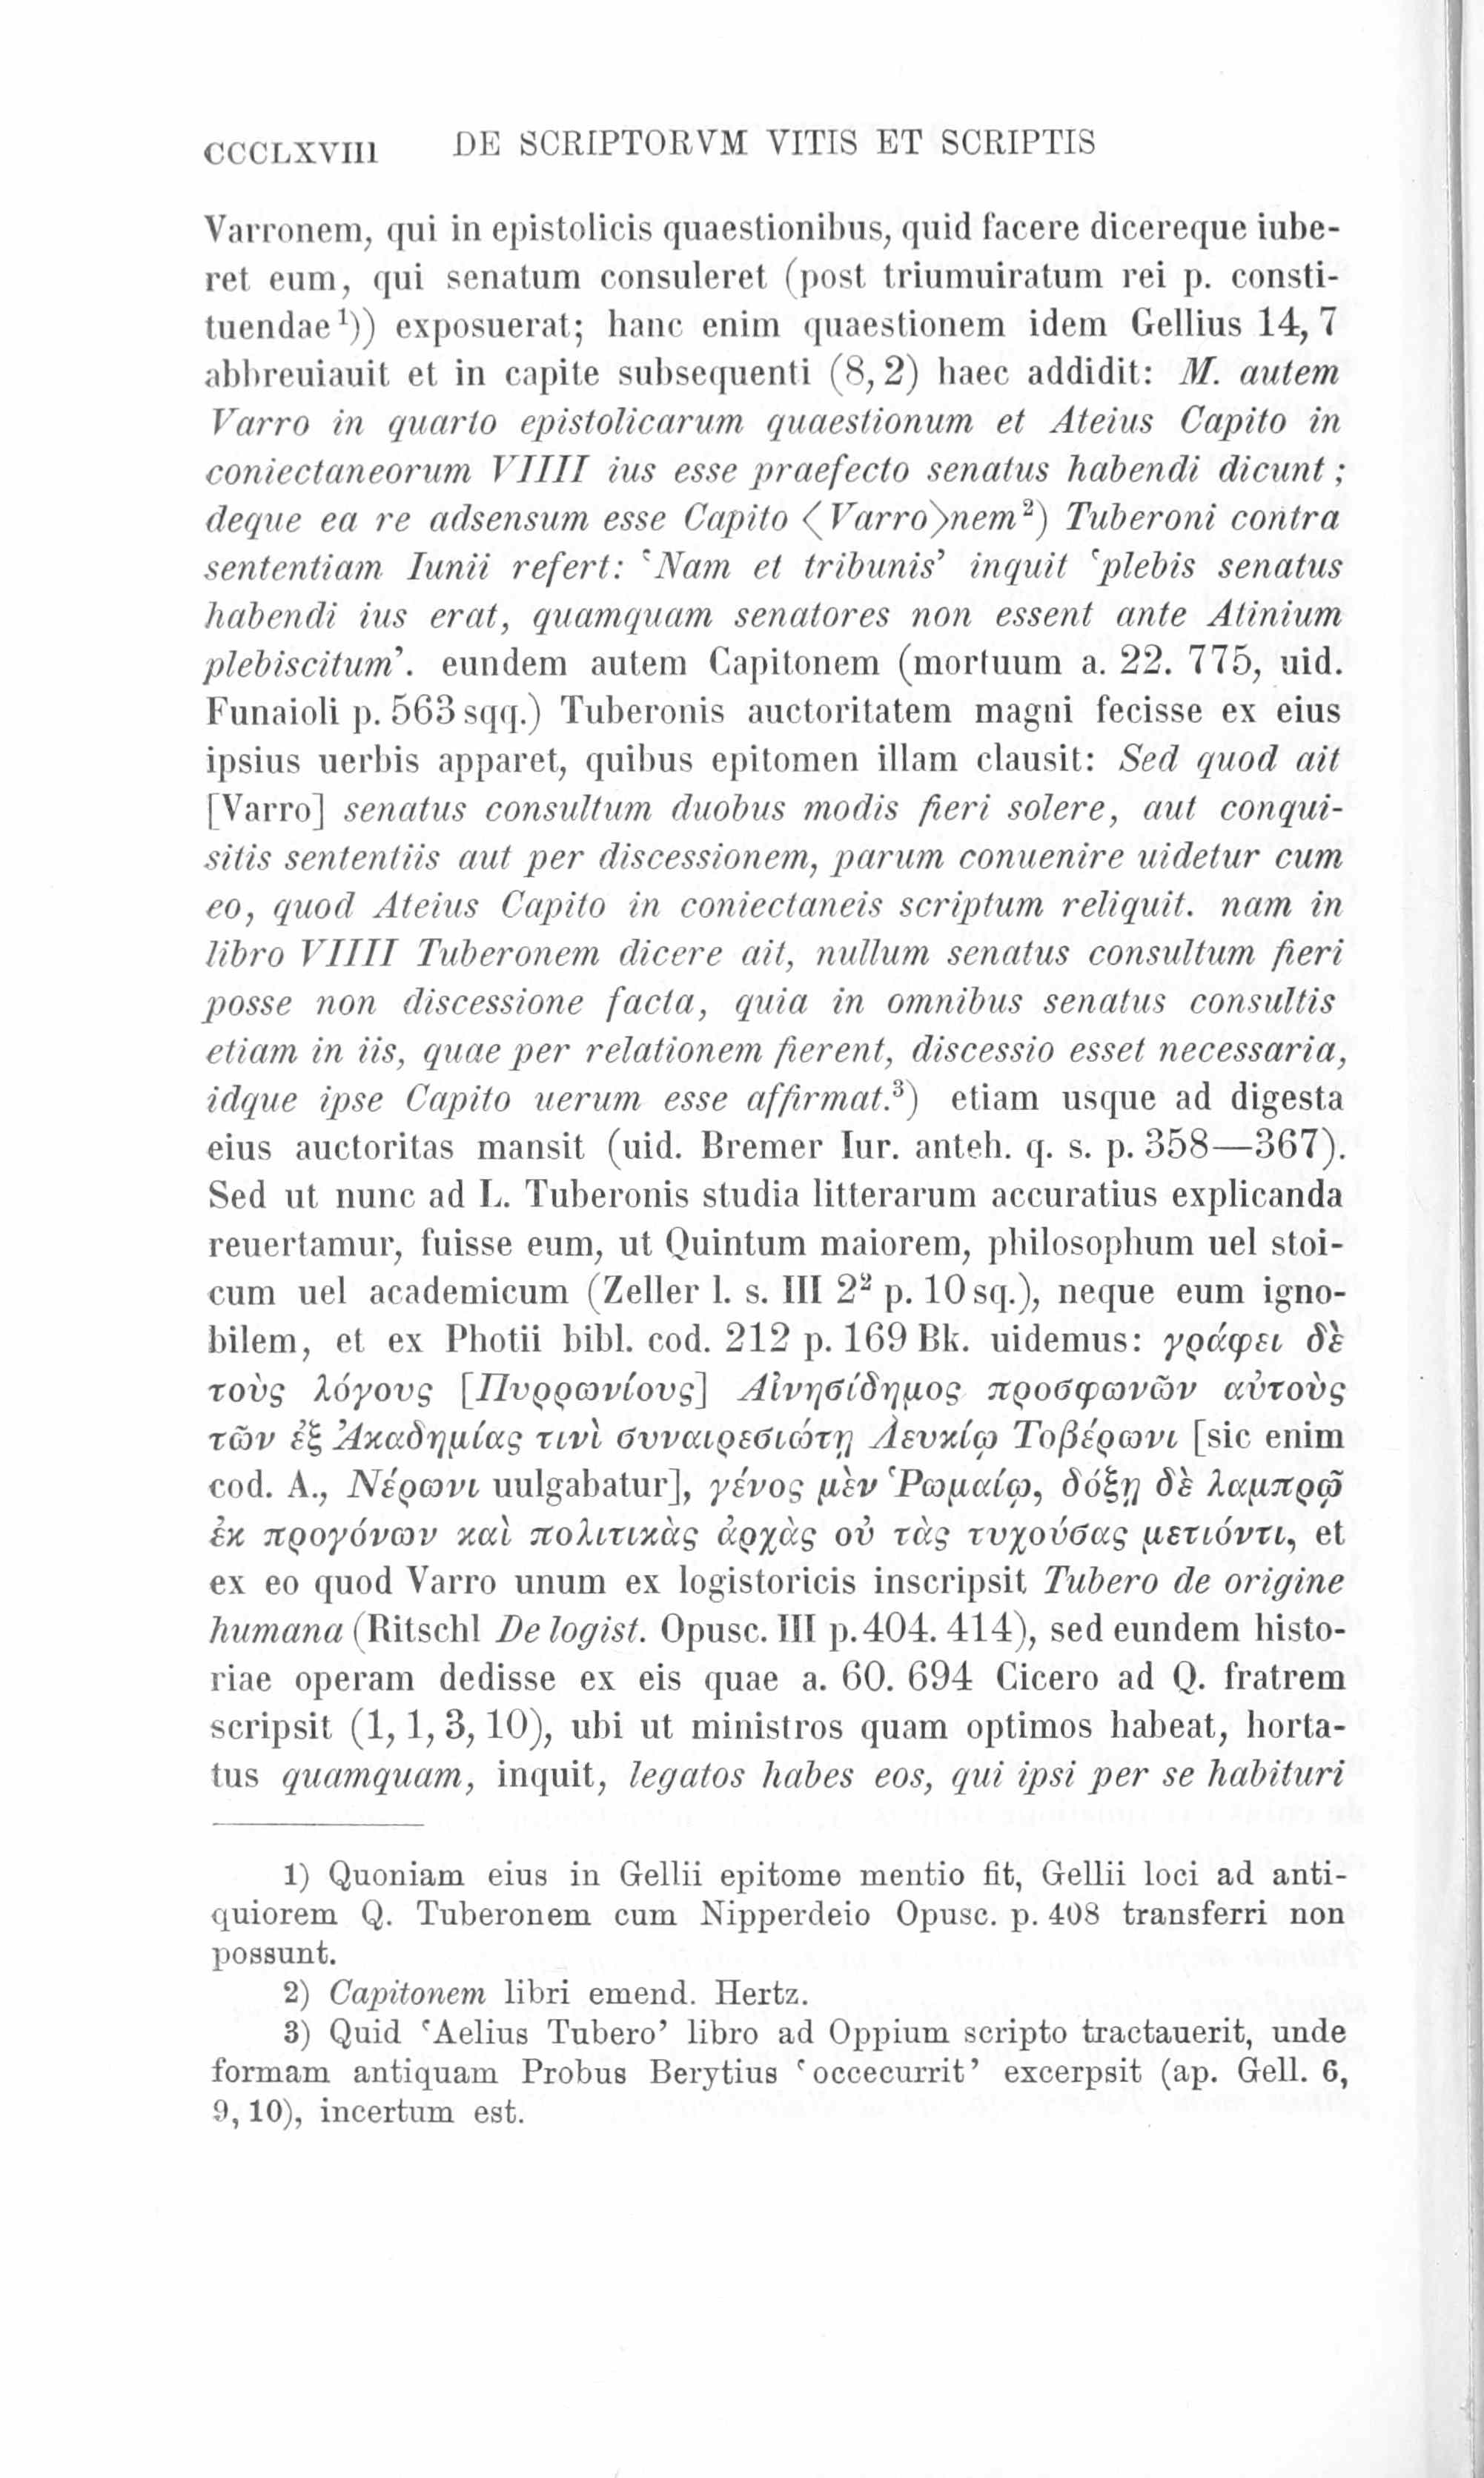 CCCLXVIII DE SCRIPTORVM VITIS ET SCRIPTIS
Varronem, qui in epistolicis quaestionibus, quid facere dicereque iube-
ret eum, qui senatum consuleret (post triumuiratum rei p. consti-
tuendae¹)) exposuerat; hanc enim quaestionem idem Gellius 14, 7
abbreuiauit et in capite subsequenti (8, 2) haec addidit: M. autem
Varro in quarto epistolicarum quaestionum et Ateius Capito in
coniectaneorum VIIII ius esse praefecto senatus habendi dicunt;
deque ea re adsensum esse Capito ⟨Varro⟩nem²) Tuberoni contra
sententiam Iunii refert: ‘Nam et tribunis’ inquit ‘plebis senatus
habendi ius erat, quamquam senatores non essent ante Atinium
plebiscitum’. eundem autem Capitonem (mortuum a. 22. 775, uid.
Funaioli p. 563 sqq.) Tuberonis auctoritatem magni fecisse ex eius
ipsius uerbis apparet, quibus epitomen illam clausit: Sed quod ait
[Varro] senatus consultum duobus modis fieri solere, aut conqui-
sitis sententiis aut per discessionem, parum conuenire uidetur cum
eo, quod Ateius Capito in coniectaneis scriptum reliquit. nam in
libro VIIII Tuberonem dicere ait, nullum senatus consultum fieri
posse non discessione facta, quia in omnibus senatus consultis
etiam in iis, quae per relationem fierent, discessio esset necessaria,
idque ipse Capito uerum esse affirmat.³) etiam usque ad digesta
eius auctoritas mansit (uid. Bremer Iur. anteh. q. s. p. 358—367).
Sed ut nunc ad L. Tuberonis studia litterarum accuratius explicanda
reuertamur, fuisse eum, ut Quintum maiorem, philosophum uel stoi-
cum uel academicum (Zeller l. s. III 2² p. 10 sq.), neque eum igno-
bilem, et ex Photii bibl. cod. 212 p. 169 Bk. uidemus: γράφει δὲ
τοὺς λόγους [Πυρρωνίους] Αἰνησίδημος προσφωνῶν αὐτοὺς
τῶν ἐξ Ἀκαδημίας τινὶ συναιρεσιώτῃ Λευκίῳ Τοβέρωνι [sic enim
cod. A., Νέρωνι uulgabatur], γένος μὲν Ῥωμαίῳ, δόξῃ δὲ λαμπρῷ
ἐκ προγόνων καὶ πολιτικὰς ἀρχὰς οὐ τὰς τυχούσας μετιόντι, et
ex eo quod Varro unum ex logistoricis inscripsit Tubero de origine
humana (Ritschl De logist. Opusc. III p. 404. 414), sed eundem histo-
riae operam dedisse ex eis quae a. 60. 694 Cicero ad Q. fratrem
scripsit (1, 1, 3, 10), ubi ut ministros quam optimos habeat, horta-
tus quamquam, inquit, legatos habes eos, qui ipsi per se habituri
1) Quoniam eius in Gellii epitome mentio fit, Gellii loci ad anti-
quiorem Q. Tuberonem cum Nipperdeio Opusc. p. 408 transferri non
possunt.
2) Capitonem libri emend. Hertz.
3) Quid ‘Aelius Tubero’ libro ad Oppium scripto tractauerit, unde
formam antiquam Probus Berytius ‘occecurrit’ excerpsit (ap. Gell. 6,
9, 10), incertum est.